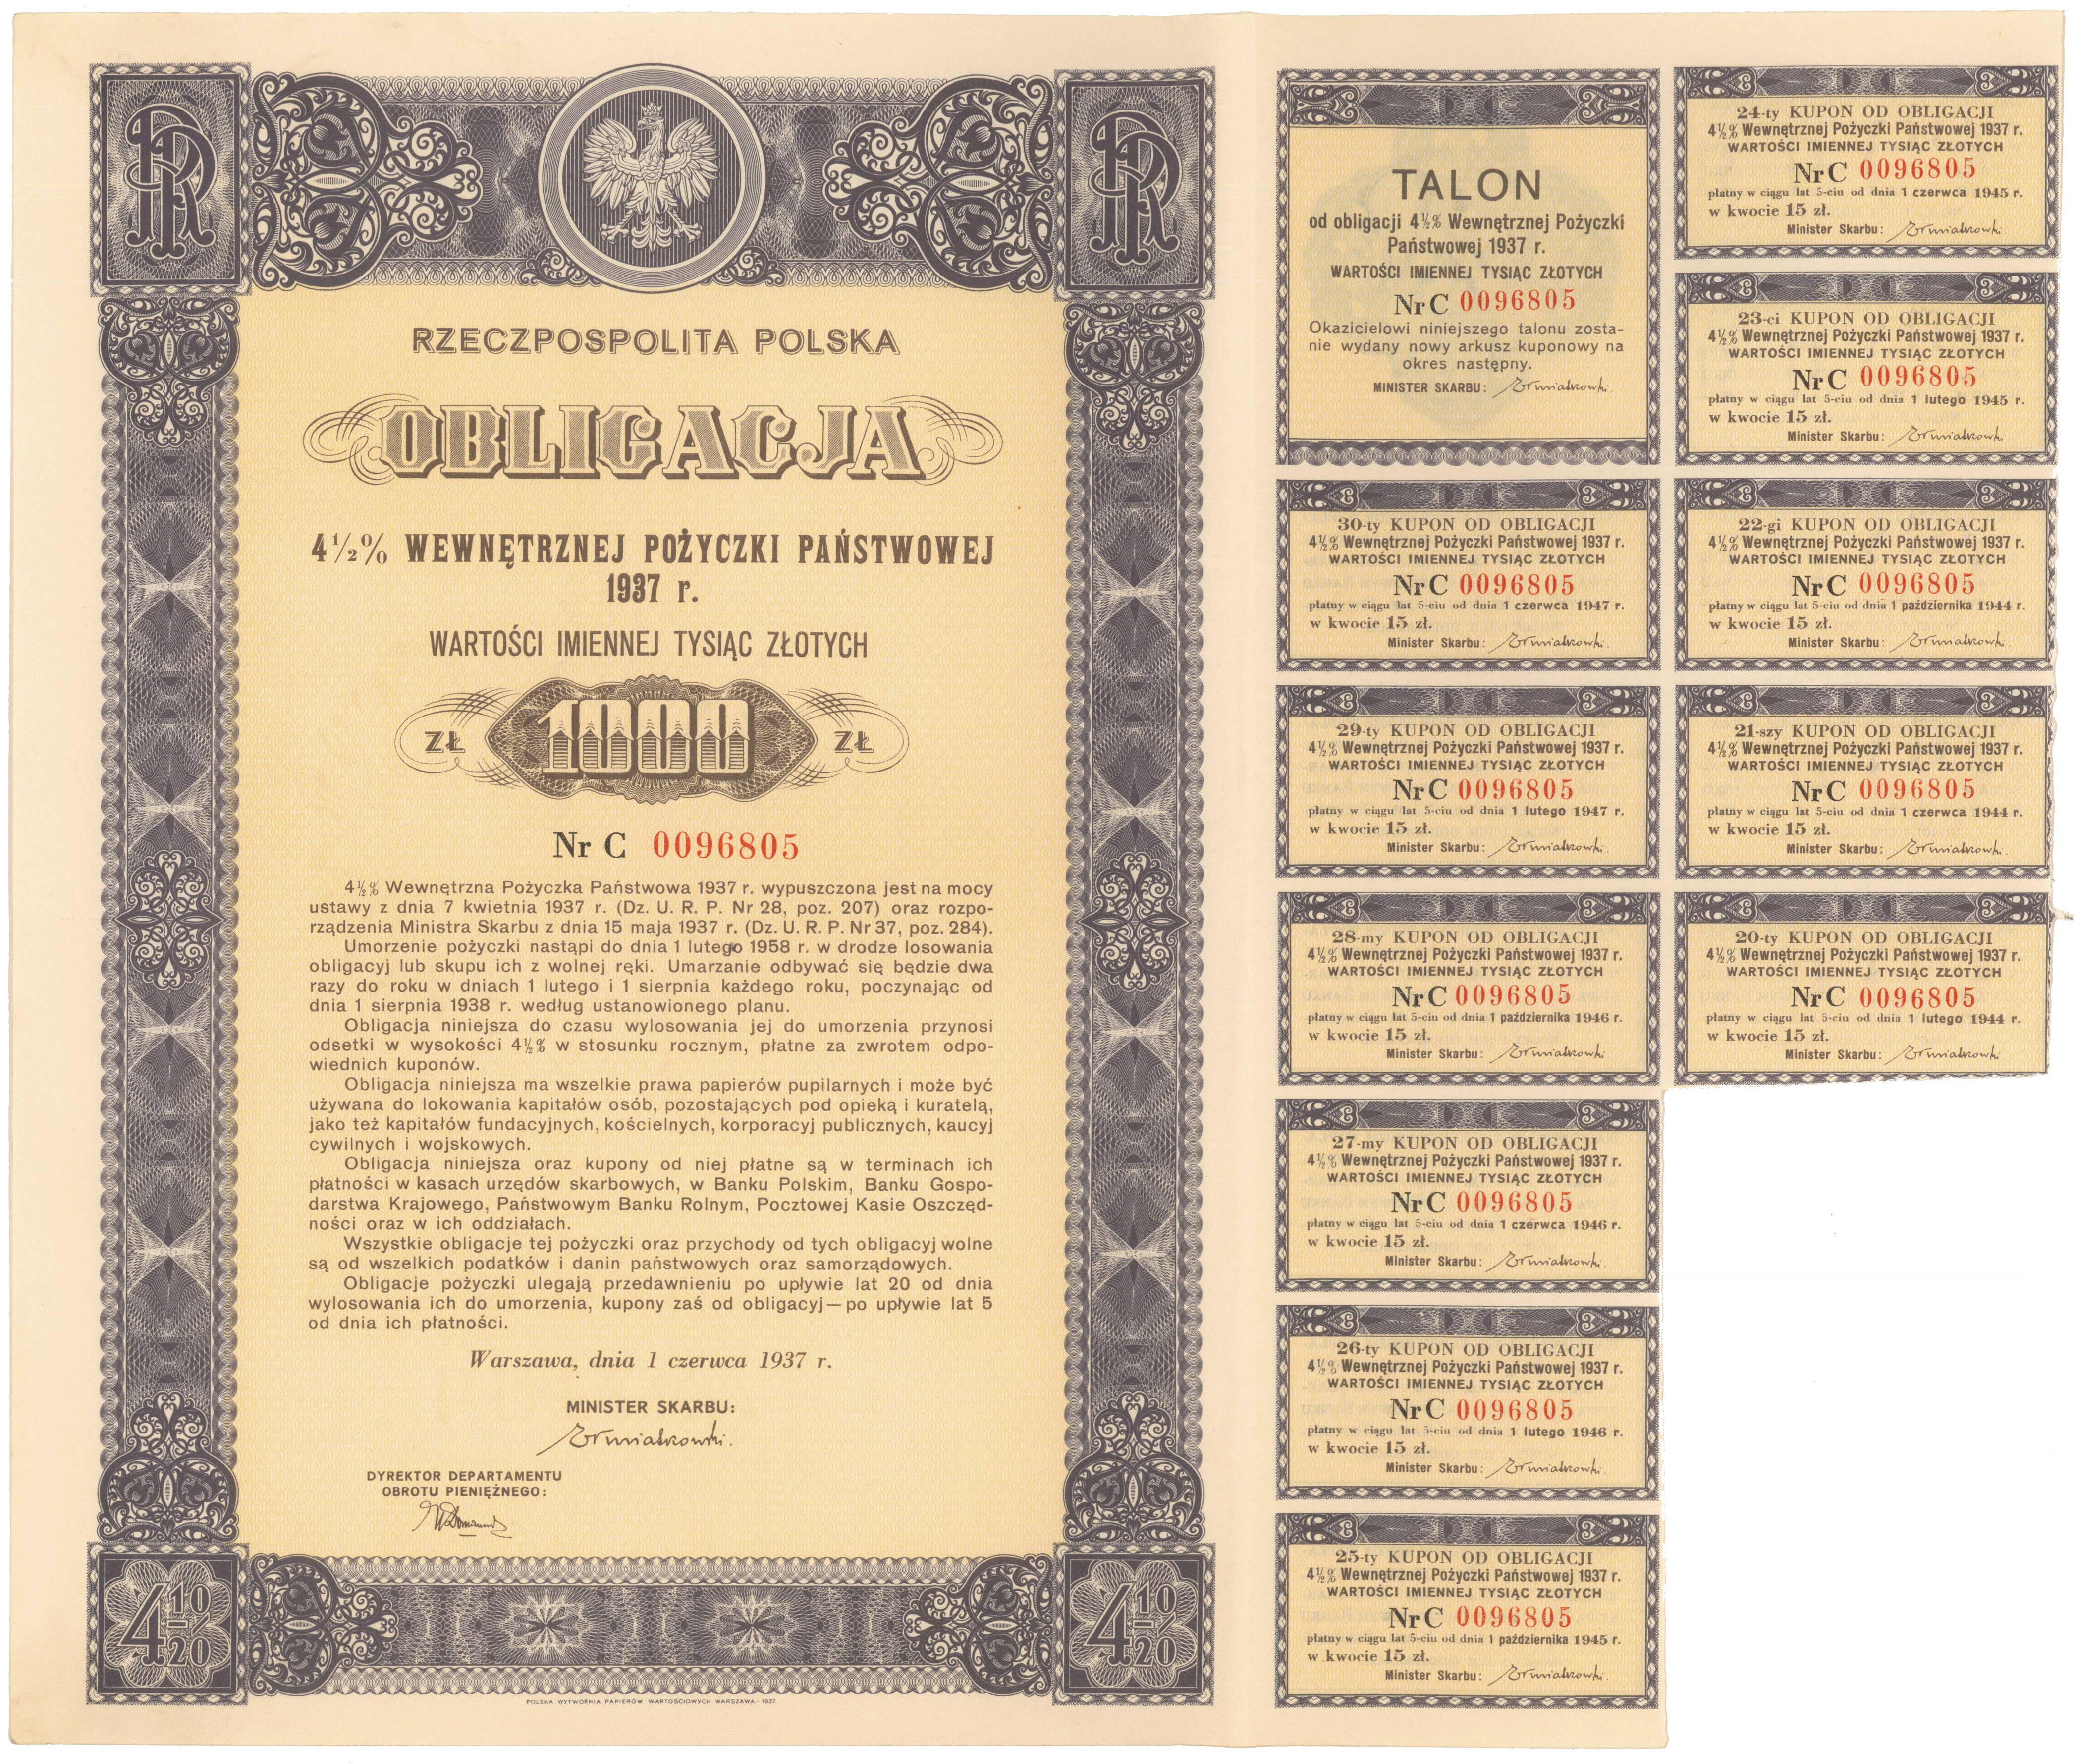 RZECZPOSPOLITA POLSKA
OBLIGACJA
4½% WEWNĘTRZNEJ POŻYCZKI PAŃSTWOWEJ
1937 r.
WARTOŚCI IMIENNEJ TYSIĄC ZŁOTYCH
ZŁ 1000 ZŁ
Nr C 0096805
4½% Wewnętrzna Pożyczka Państwowa 1937 r. wypuszczona jest na mocy
ustawy z dnia 7 kwietnia 1937 r. (Dz. U. R. P. Nr 28, poz. 207) oraz rozpo-
rządzenia Ministra Skarbu z dnia 15 maja 1937 r. (Dz. U. R. P. Nr 37, poz. 284).
Umorzenie pożyczki nastąpi do dnia 1 lutego 1958 r. w drodze losowania
obligacyj lub skupu ich z wolnej ręki. Umarzanie odbywać się będzie dwa
razy do roku w dniach 1 lutego i 1 sierpnia każdego roku, poczynając od
dnia 1 sierpnia 1938 r. według ustanowionego planu.
Obligacja niniejsza do czasu wylosowania jej do umorzenia przynosi
odsetki w wysokości 4½% w stosunku rocznym, płatne za zwrotem odpo-
wiednich kuponów.
Obligacja niniejsza ma wszelkie prawa papierów pupilarnych i może być
używana do lokowania kapitałów osób, pozostających pod opieką i kuratelą,
jako też kapitałów fundacyjnych, kościelnych, korporacyj publicznych, kaucyj
cywilnych i wojskowych.
Obligacja niniejsza oraz kupony od niej płatne są w terminach ich
płatności w kasach urzędów skarbowych, w Banku Polskim, Banku Gospo-
darstwa Krajowego, Państwowym Banku Rolnym, Pocztowej Kasie Oszczęd-
ności oraz w ich oddziałach.
Wszystkie obligacje tej pożyczki oraz przychody od tych obligacyj wolne
są od wszelkich podatków i danin państwowych oraz samorządowych.
Obligacje pożyczki ulegają przedawnieniu po upływie lat 20 od dnia
wylosowania ich do umorzenia, kupony zaś od obligacyj — po upływie lat 5
od dnia ich płatności.
Warszawa, dnia 1 czerwca 1937 r.
MINISTER SKARBU:
DYREKTOR DEPARTAMENTU
OBROTU PIENIĘŻNEGO:
4 10/20
4 10/20
POLSKA WYTWÓRNIA PAPIERÓW WARTOŚCIOWYCH WARSZAWA – 1937.
TALON
od obligacji 4½% Wewnętrznej Pożyczki
Państwowej 1937 r.
WARTOŚCI IMIENNEJ TYSIĄC ZŁOTYCH
Nr C 0096805
Okazicielowi niniejszego talonu zosta-
nie wydany nowy arkusz kuponowy na
okres następny.
MINISTER SKARBU:
30-ty KUPON OD OBLIGACJI
4½% Wewnętrznej Pożyczki Państwowej 1937 r.
WARTOŚCI IMIENNEJ TYSIĄC ZŁOTYCH
Nr C 0096805
płatny w ciągu lat 5-ciu od dnia 1 czerwca 1947 r.
w kwocie 15 zł.
Minister Skarbu:
29-ty KUPON OD OBLIGACJI
4½% Wewnętrznej Pożyczki Państwowej 1937 r.
WARTOŚCI IMIENNEJ TYSIĄC ZŁOTYCH
Nr C 0096805
płatny w ciągu lat 5-ciu od dnia 1 lutego 1947 r.
w kwocie 15 zł.
Minister Skarbu:
28-my KUPON OD OBLIGACJI
4½% Wewnętrznej Pożyczki Państwowej 1937 r.
WARTOŚCI IMIENNEJ TYSIĄC ZŁOTYCH
Nr C 0096805
płatny w ciągu lat 5-ciu od dnia 1 października 1946 r.
w kwocie 15 zł.
Minister Skarbu:
27-my KUPON OD OBLIGACJI
4½% Wewnętrznej Pożyczki Państwowej 1937 r.
WARTOŚCI IMIENNEJ TYSIĄC ZŁOTYCH
Nr C 0096805
płatny w ciągu lat 5-ciu od dnia 1 czerwca 1946 r.
w kwocie 15 zł.
Minister Skarbu:
26-ty KUPON OD OBLIGACJI
4½% Wewnętrznej Pożyczki Państwowej 1937 r.
WARTOŚCI IMIENNEJ TYSIĄC ZŁOTYCH
Nr C 0096805
płatny w ciągu lat 5-ciu od dnia 1 lutego 1946 r.
w kwocie 15 zł.
Minister Skarbu:
25-ty KUPON OD OBLIGACJI
4½% Wewnętrznej Pożyczki Państwowej 1937 r.
WARTOŚCI IMIENNEJ TYSIĄC ZŁOTYCH
Nr C 0096805
płatny w ciągu lat 5-ciu od dnia 1 października 1945 r.
w kwocie 15 zł.
Minister Skarbu:
24-ty KUPON OD OBLIGACJI
4½% Wewnętrznej Pożyczki Państwowej 1937 r.
WARTOŚCI IMIENNEJ TYSIĄC ZŁOTYCH
Nr C 0096805
płatny w ciągu lat 5-ciu od dnia 1 czerwca 1945 r.
w kwocie 15 zł.
Minister Skarbu:
23-ci KUPON OD OBLIGACJI
4½% Wewnętrznej Pożyczki Państwowej 1937 r.
WARTOŚCI IMIENNEJ TYSIĄC ZŁOTYCH
Nr C 0096805
płatny w ciągu lat 5-ciu od dnia 1 lutego 1945 r.
w kwocie 15 zł.
Minister Skarbu:
22-gi KUPON OD OBLIGACJI
4½% Wewnętrznej Pożyczki Państwowej 1937 r.
WARTOŚCI IMIENNEJ TYSIĄC ZŁOTYCH
Nr C 0096805
płatny w ciągu lat 5-ciu od dnia 1 października 1944 r.
w kwocie 15 zł.
Minister Skarbu:
21-szy KUPON OD OBLIGACJI
4½% Wewnętrznej Pożyczki Państwowej 1937 r.
WARTOŚCI IMIENNEJ TYSIĄC ZŁOTYCH
Nr C 0096805
płatny w ciągu lat 5-ciu od dnia 1 czerwca 1944 r.
w kwocie 15 zł.
Minister Skarbu:
20-ty KUPON OD OBLIGACJI
4½% Wewnętrznej Pożyczki Państwowej 1937 r.
WARTOŚCI IMIENNEJ TYSIĄC ZŁOTYCH
Nr C 0096805
płatny w ciągu lat 5-ciu od dnia 1 lutego 1944 r.
w kwocie 15 zł.
Minister Skarbu: